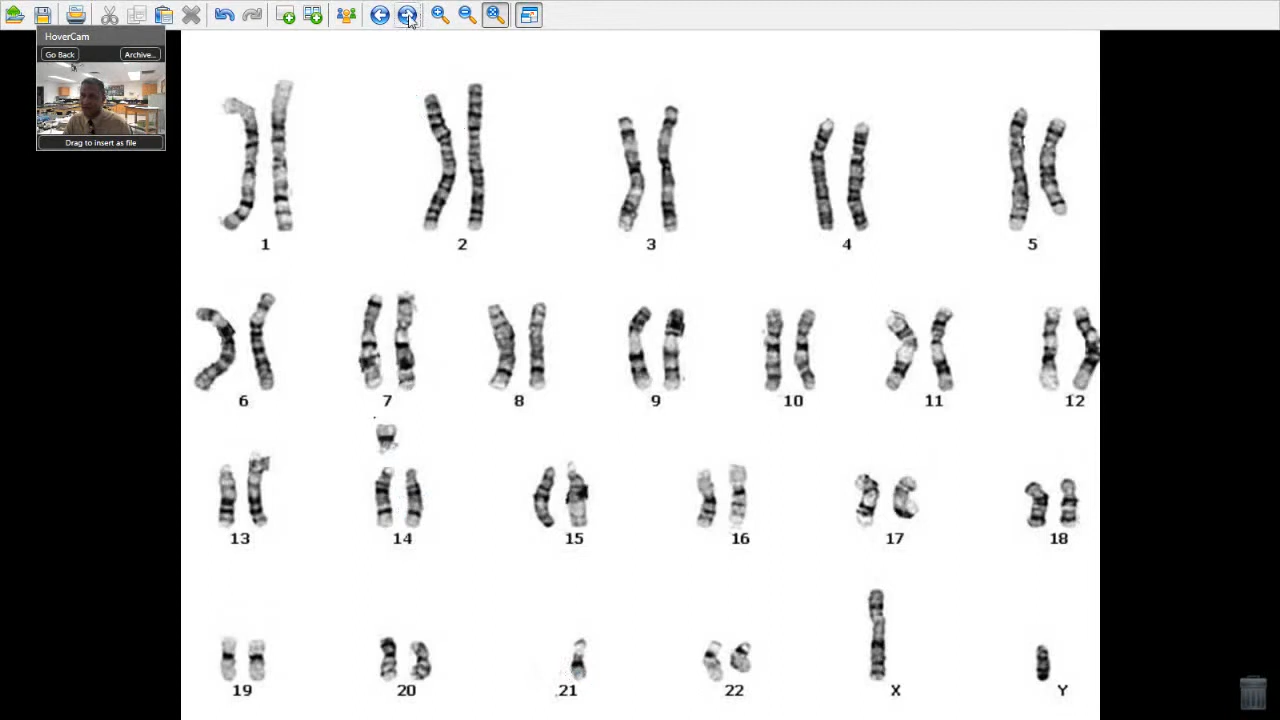 HoverCam
Go Back Archive...
Drag to insert as file
1 2 3 4 5
6 7 8 9 10 11 12
13 14 15 16 17 18
19 20 21 22 X Y